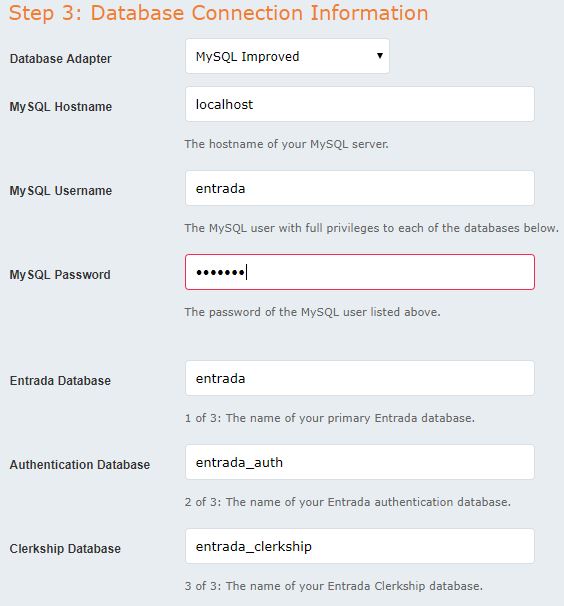 Step 3: Database Connection Information
Database Adapter MySQL Improved
MySQL Hostname localhost
The hostname of your MySQL server.
MySQL Username entrada
The MySQL user with full privileges to each of the databases below.
MySQL Password •••••••
The password of the MySQL user listed above.
Entrada Database entrada
1 of 3: The name of your primary Entrada database.
Authentication Database entrada_auth
2 of 3: The name of your Entrada authentication database.
Clerkship Database entrada_clerkship
3 of 3: The name of your Entrada Clerkship database.